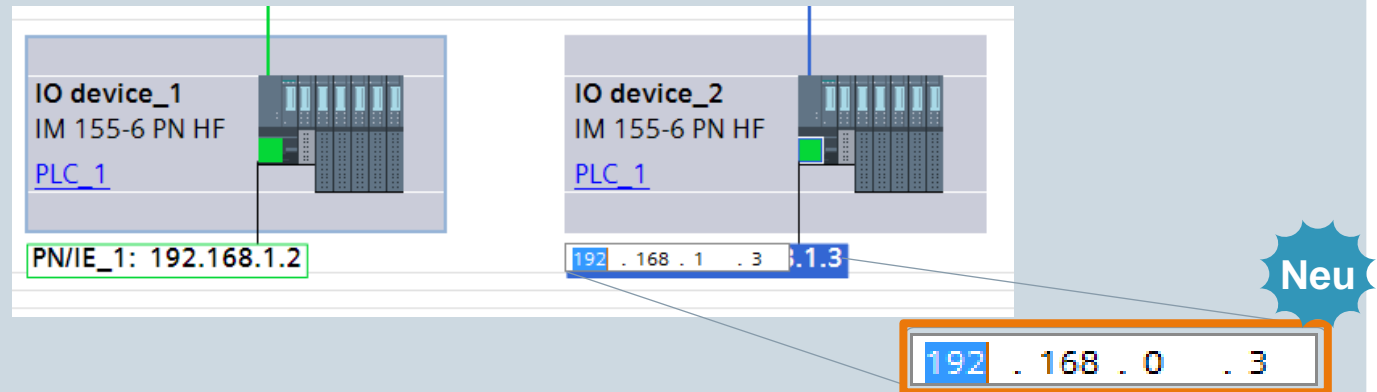 IO device_1
IM 155-6 PN HF
PLC_1
PN/IE_1: 192.168.1.2
IO device_2
IM 155-6 PN HF
PLC_1
192 . 168 . 1 . 3 .1.3
Neu
192 . 168 . 0 . 3